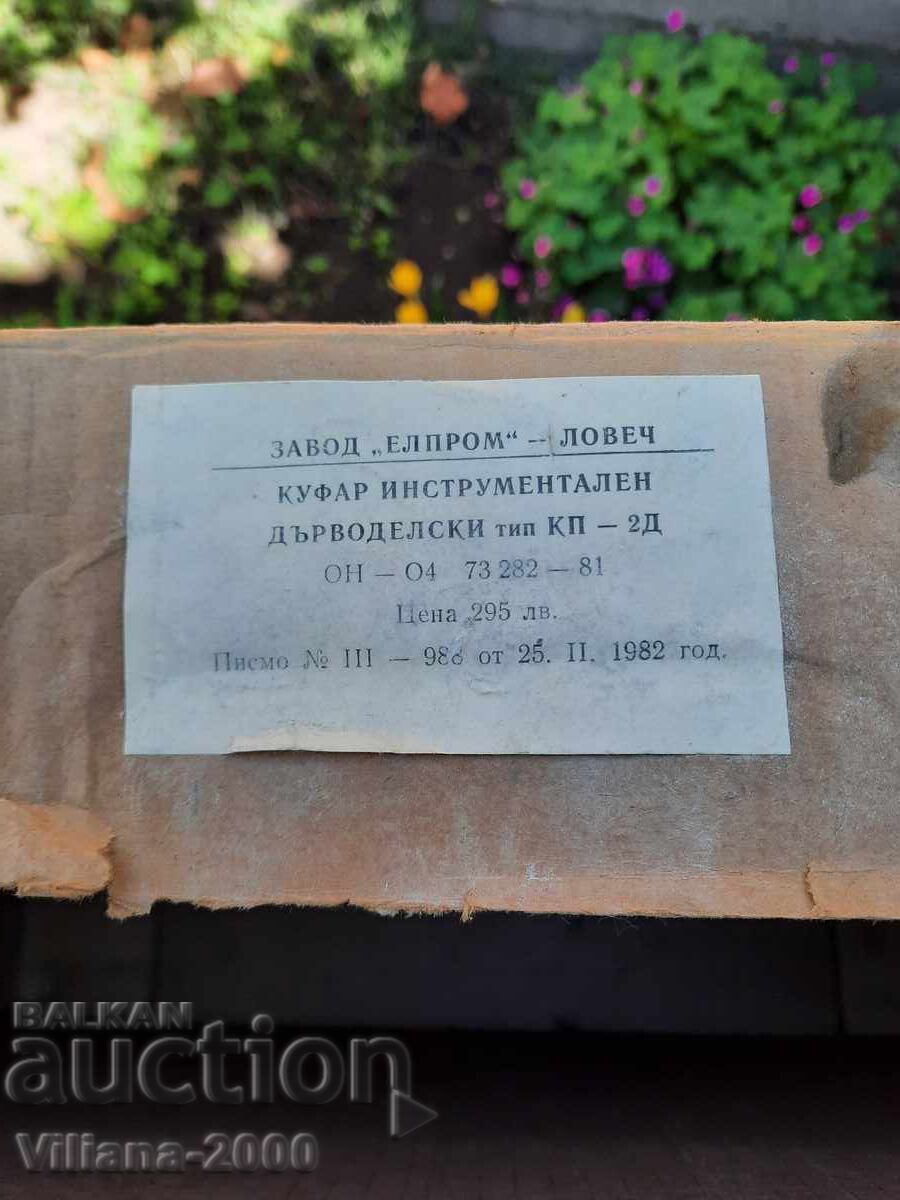 ЗАВОД „ЕЛПРОМ“ – ЛОВЕЧ
КУФАР ИНСТРУМЕНТАЛЕН
ДЪРВОДЕЛСКИ тип КП – 2Д
ОН – О4 73 282 – 81
Цена 295 лв.
Писмо № III – 986 от 25. II. 1982 год.
BALKAN
auction
Viliana-2000